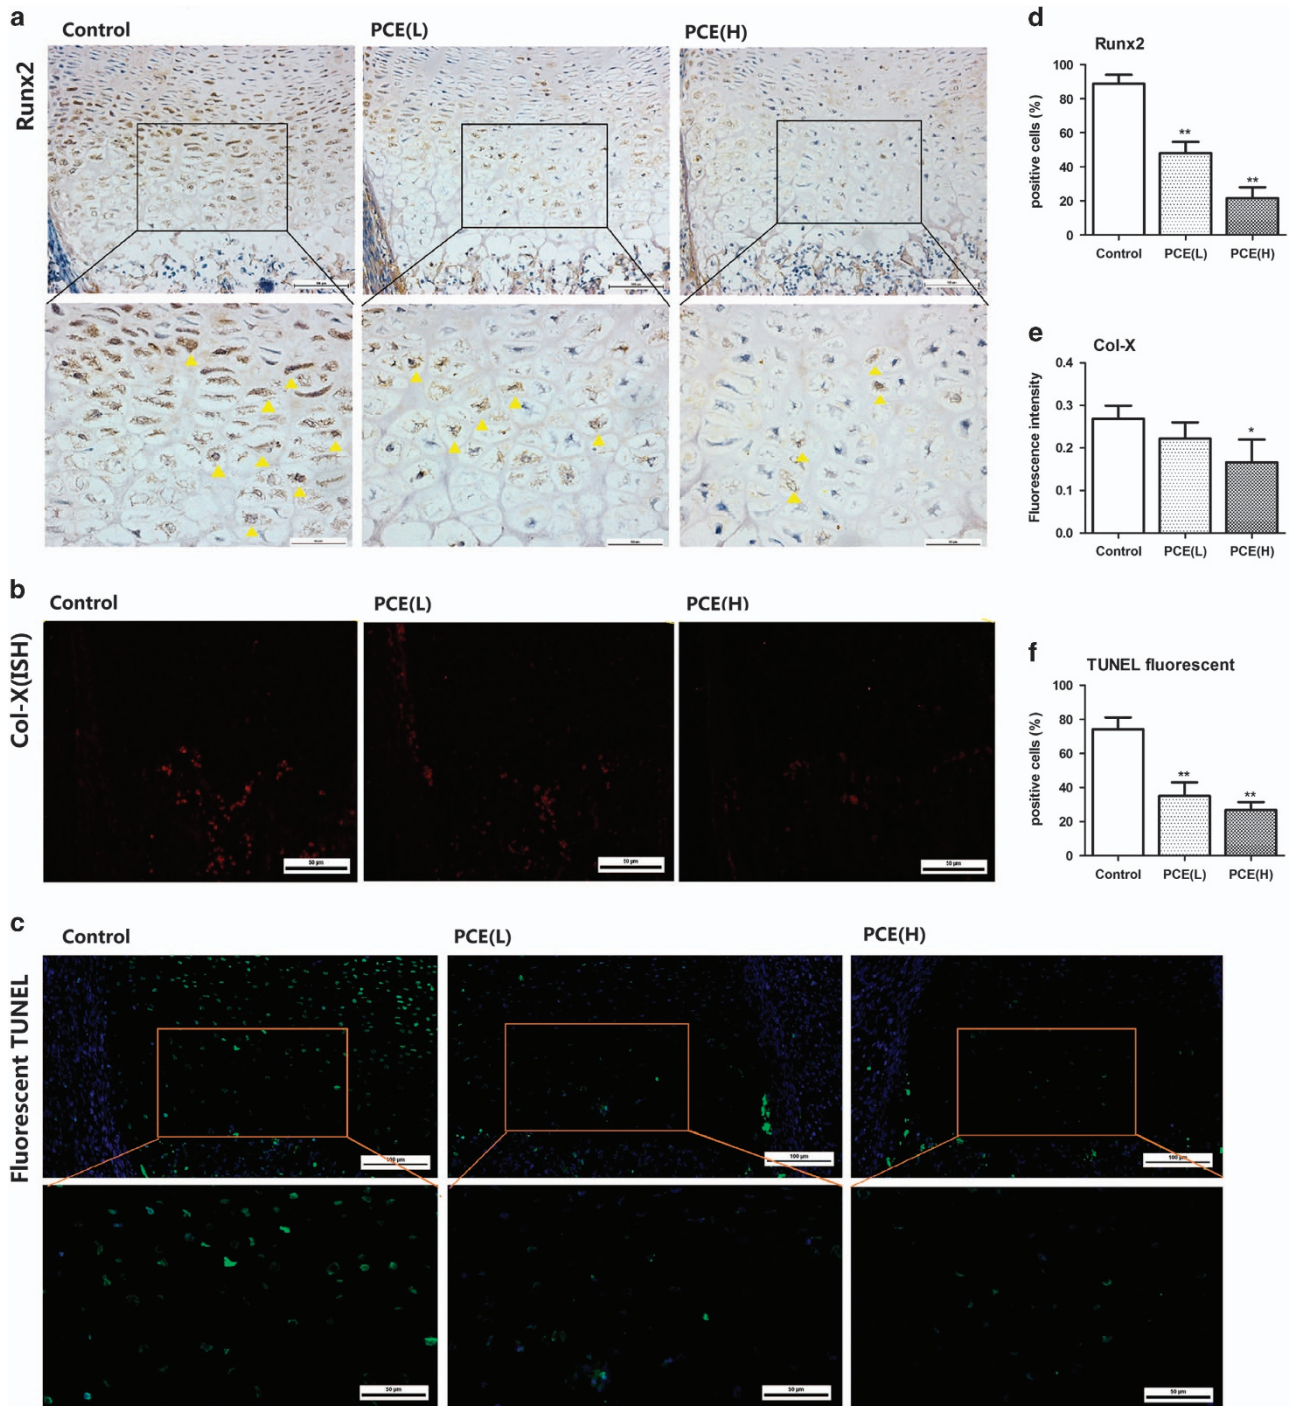 a
Control
PCE(L)
PCE(H)
Runx2
b
Control
PCE(L)
PCE(H)
Col-X(ISH)
50 µm
50 µm
50 µm
c
Control
PCE(L)
PCE(H)
Fluorescent TUNEL
100 µm
100 µm
100 µm
50 µm
50 µm
50 µm
d
Runx2
positive cells (%)
100
80
60
40
20
0
**
**
Control PCE(L) PCE(H)
e
Col-X
Fluorescence intensity
0.4
0.3
0.2
0.1
0.0
*
Control PCE(L) PCE(H)
f
TUNEL fluorescent
positive cells (%)
100
80
60
40
20
0
**
**
Control PCE(L) PCE(H)